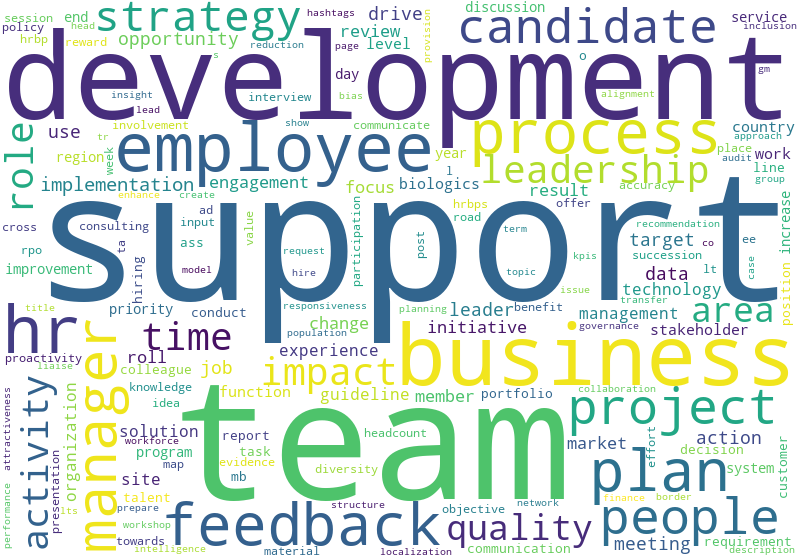 session
end
strategy
hashtags
drive
discussion
candidate
service
inclusion
policy
head
hrbp
reward
opportunity
reduction
review
level
provision
s
page
o
development
insight
lead
interview
day
bias
alignment
gm
role
use
involvement
tr
week
employee
show
communicate
process
country
approach
place
audit
work
region
implementation
enhance
create
engagement
focus
year
biologics
leadership
result
accuracy
line
group
cross
consulting
ad
input
value
support
participation
hrbps
road
l
offer
target
recommendation
co
ee
increase
rpo
ta
ass
request
post
term
kpis
succession
case
improvement
hiring
model
hire
topic
data
lt
technology
position
hr
title
priority
conduct
responsiveness
population
change
planning
leader
benefit
issue
transfer
management
governance
area
time
initiative
stakeholder
proactivity
liaise
manager
roll
colleague
experience
impact
business
job
knowledge
idea
function
guideline
member
portfolio
collaboration
project
attractiveness
activity
organization
solution
workforce
report
task
team
headcount
market
action
effort
decision
customer
program
map
evidence
diversity
plan
system
site
mb
talent
performance
lts
presentation
prepare
structure
objective
network
finance
border
people
towards
workshop
intelligence
feedback
material
localization
quality
communication
meeting
requirement
description